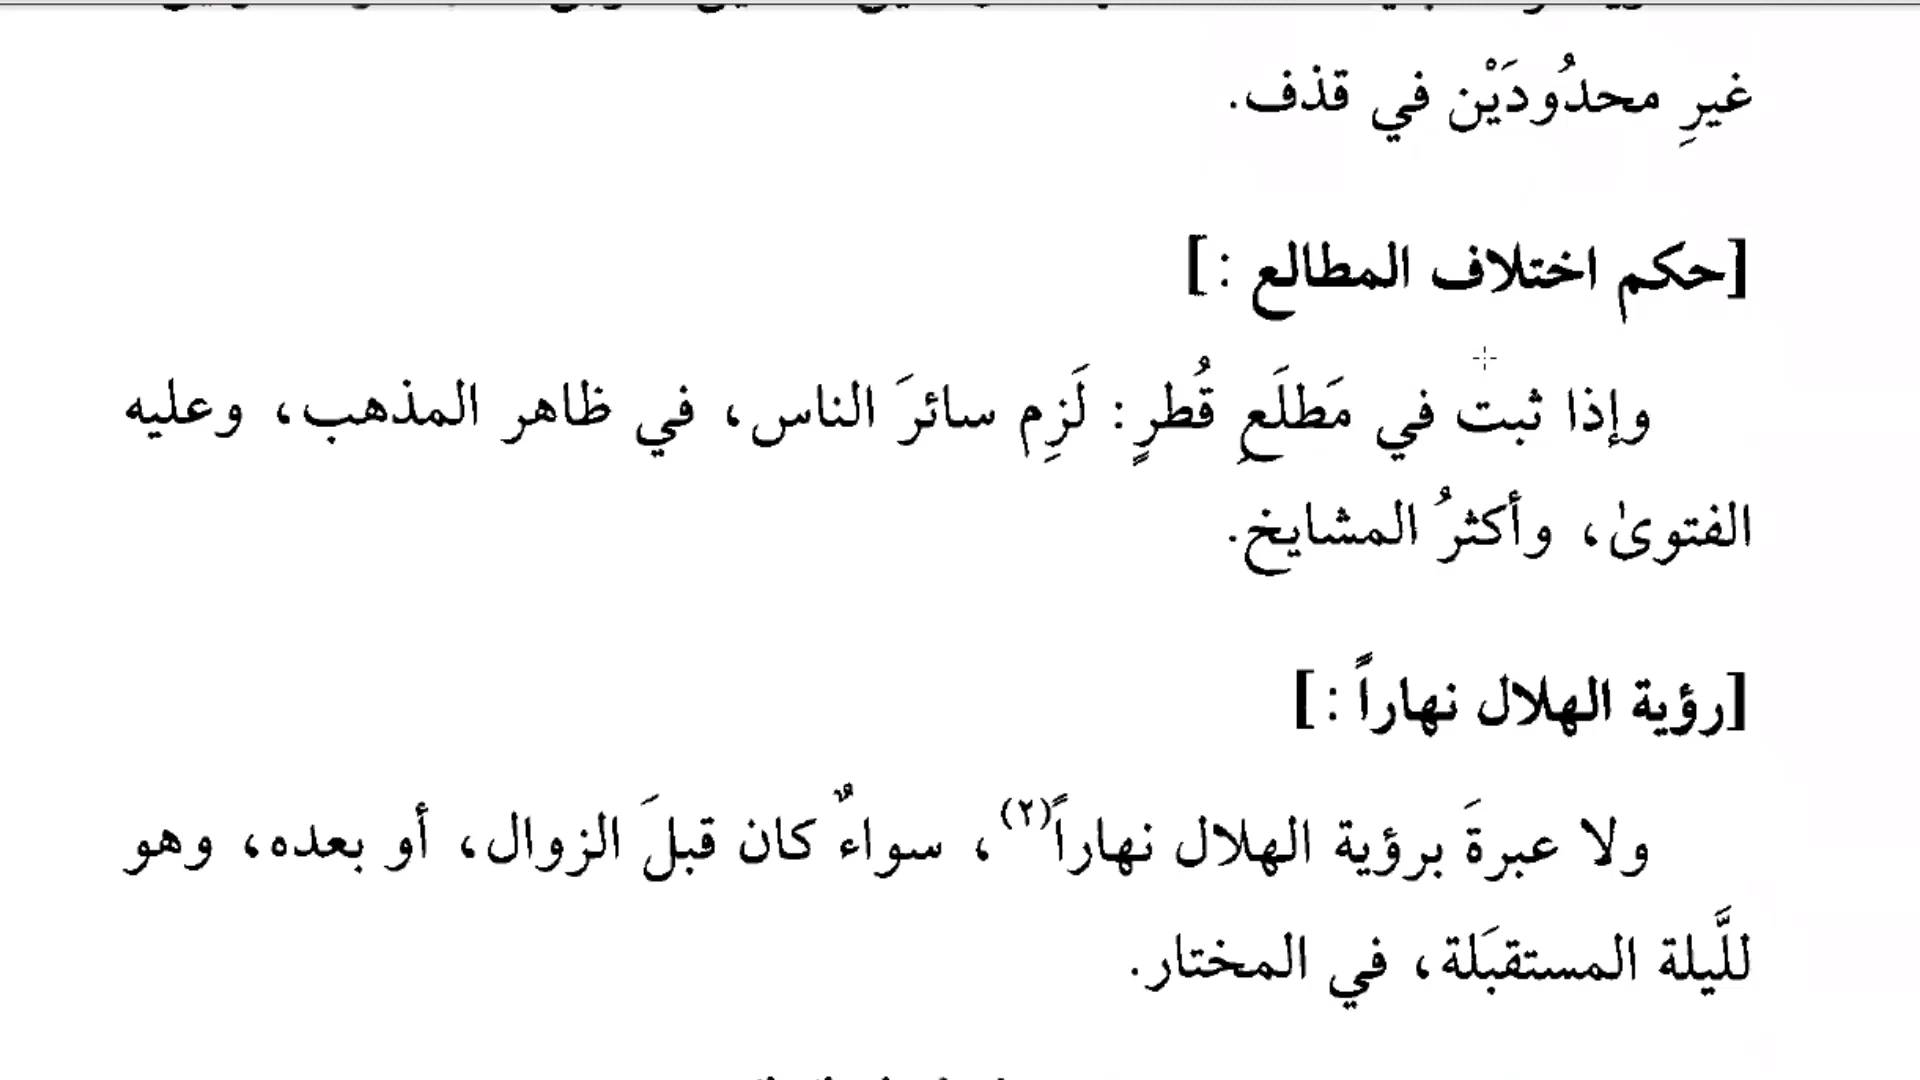 غيرِ محدُودَيْن في قذف.
[حكم اختلاف المطالع :]
وإذا ثبت في مَطلَعِ قُطرٍ: لَزِم سائرَ الناس، في ظاهر المذهب، وعليه
الفتوىٰ، وأكثرُ المشايخ.
[رؤية الهلال نهاراً :]
ولا عبرةَ برؤية الهلال نهاراً(٢)، سواءٌ كان قبلَ الزوال، أو بعده، وهو
للَّيلة المستقبَلة، في المختار.